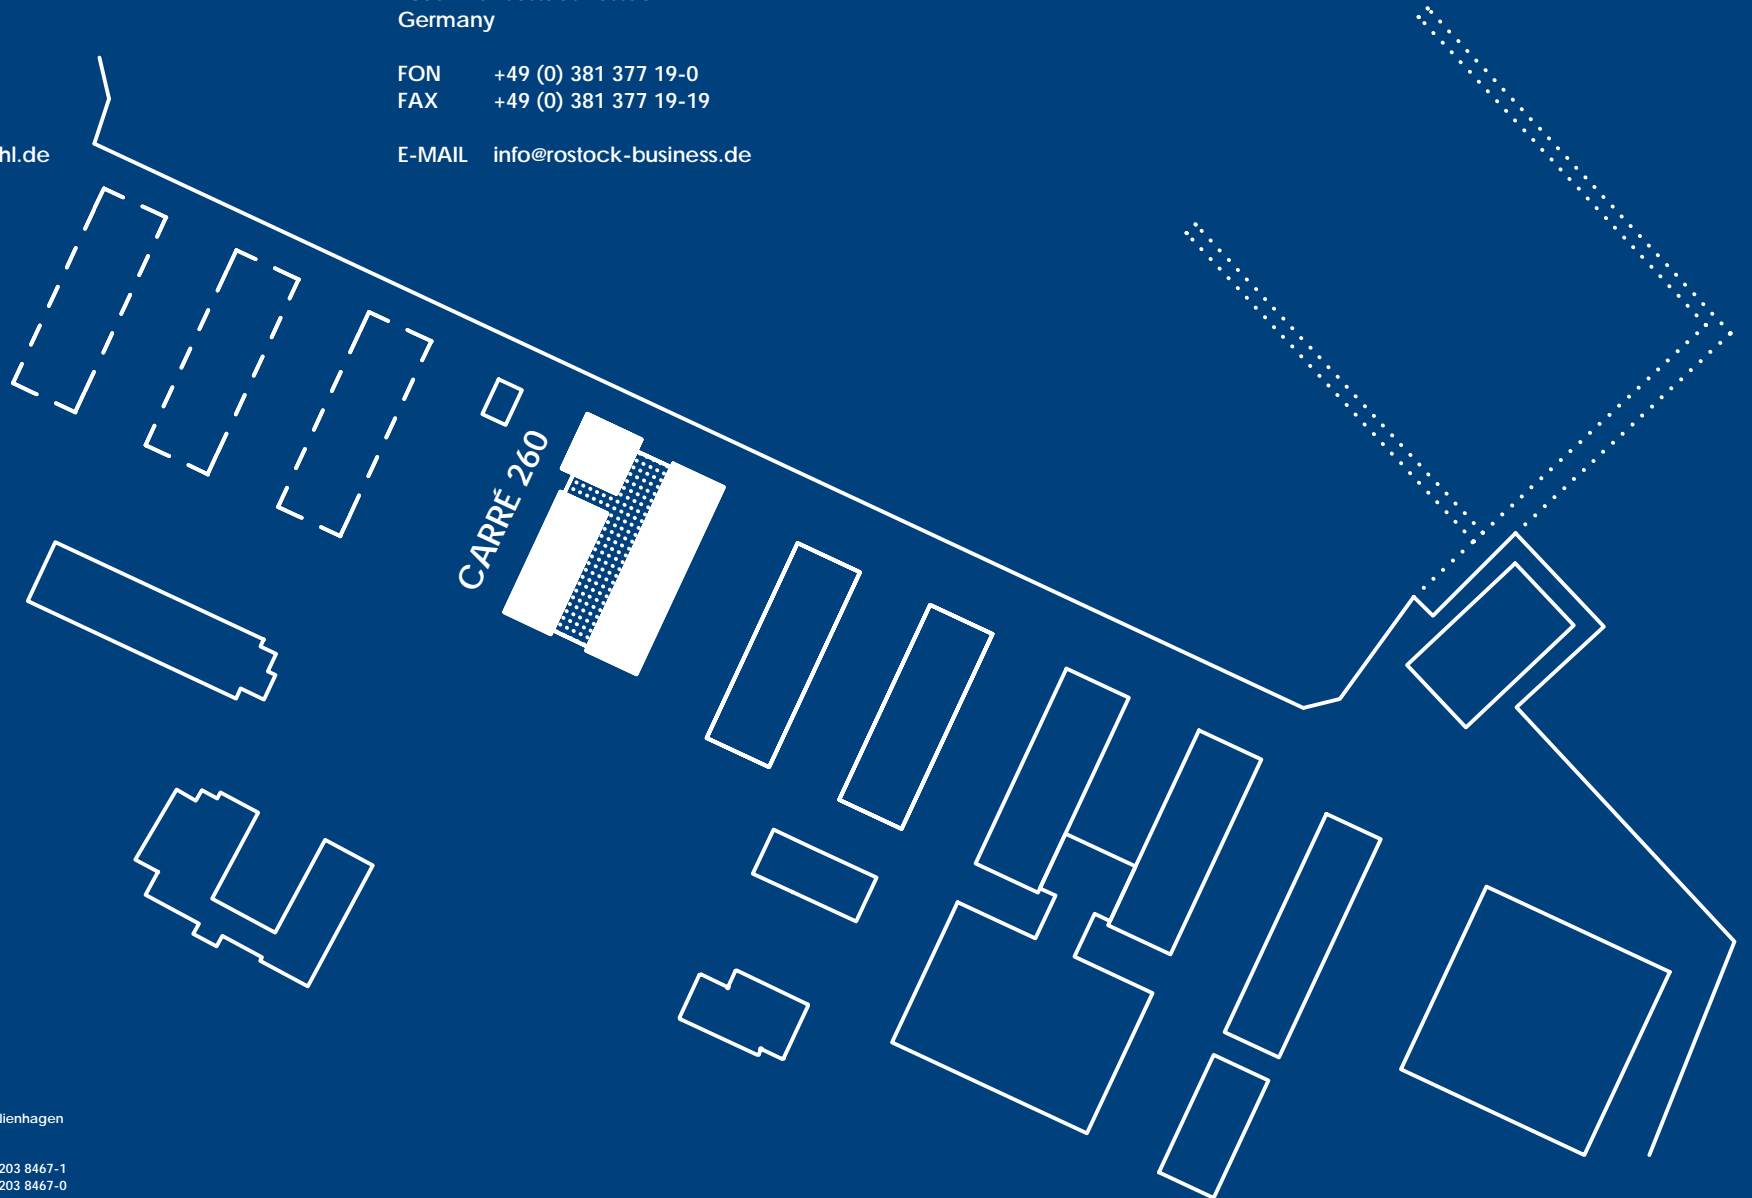 Germany
FON +49 (0) 381 377 19-0
FAX +49 (0) 381 377 19-19
hl.de
E-MAIL info@rostock-business.de
CARRÉ 260
Nienhagen
203 8467-1
203 8467-0